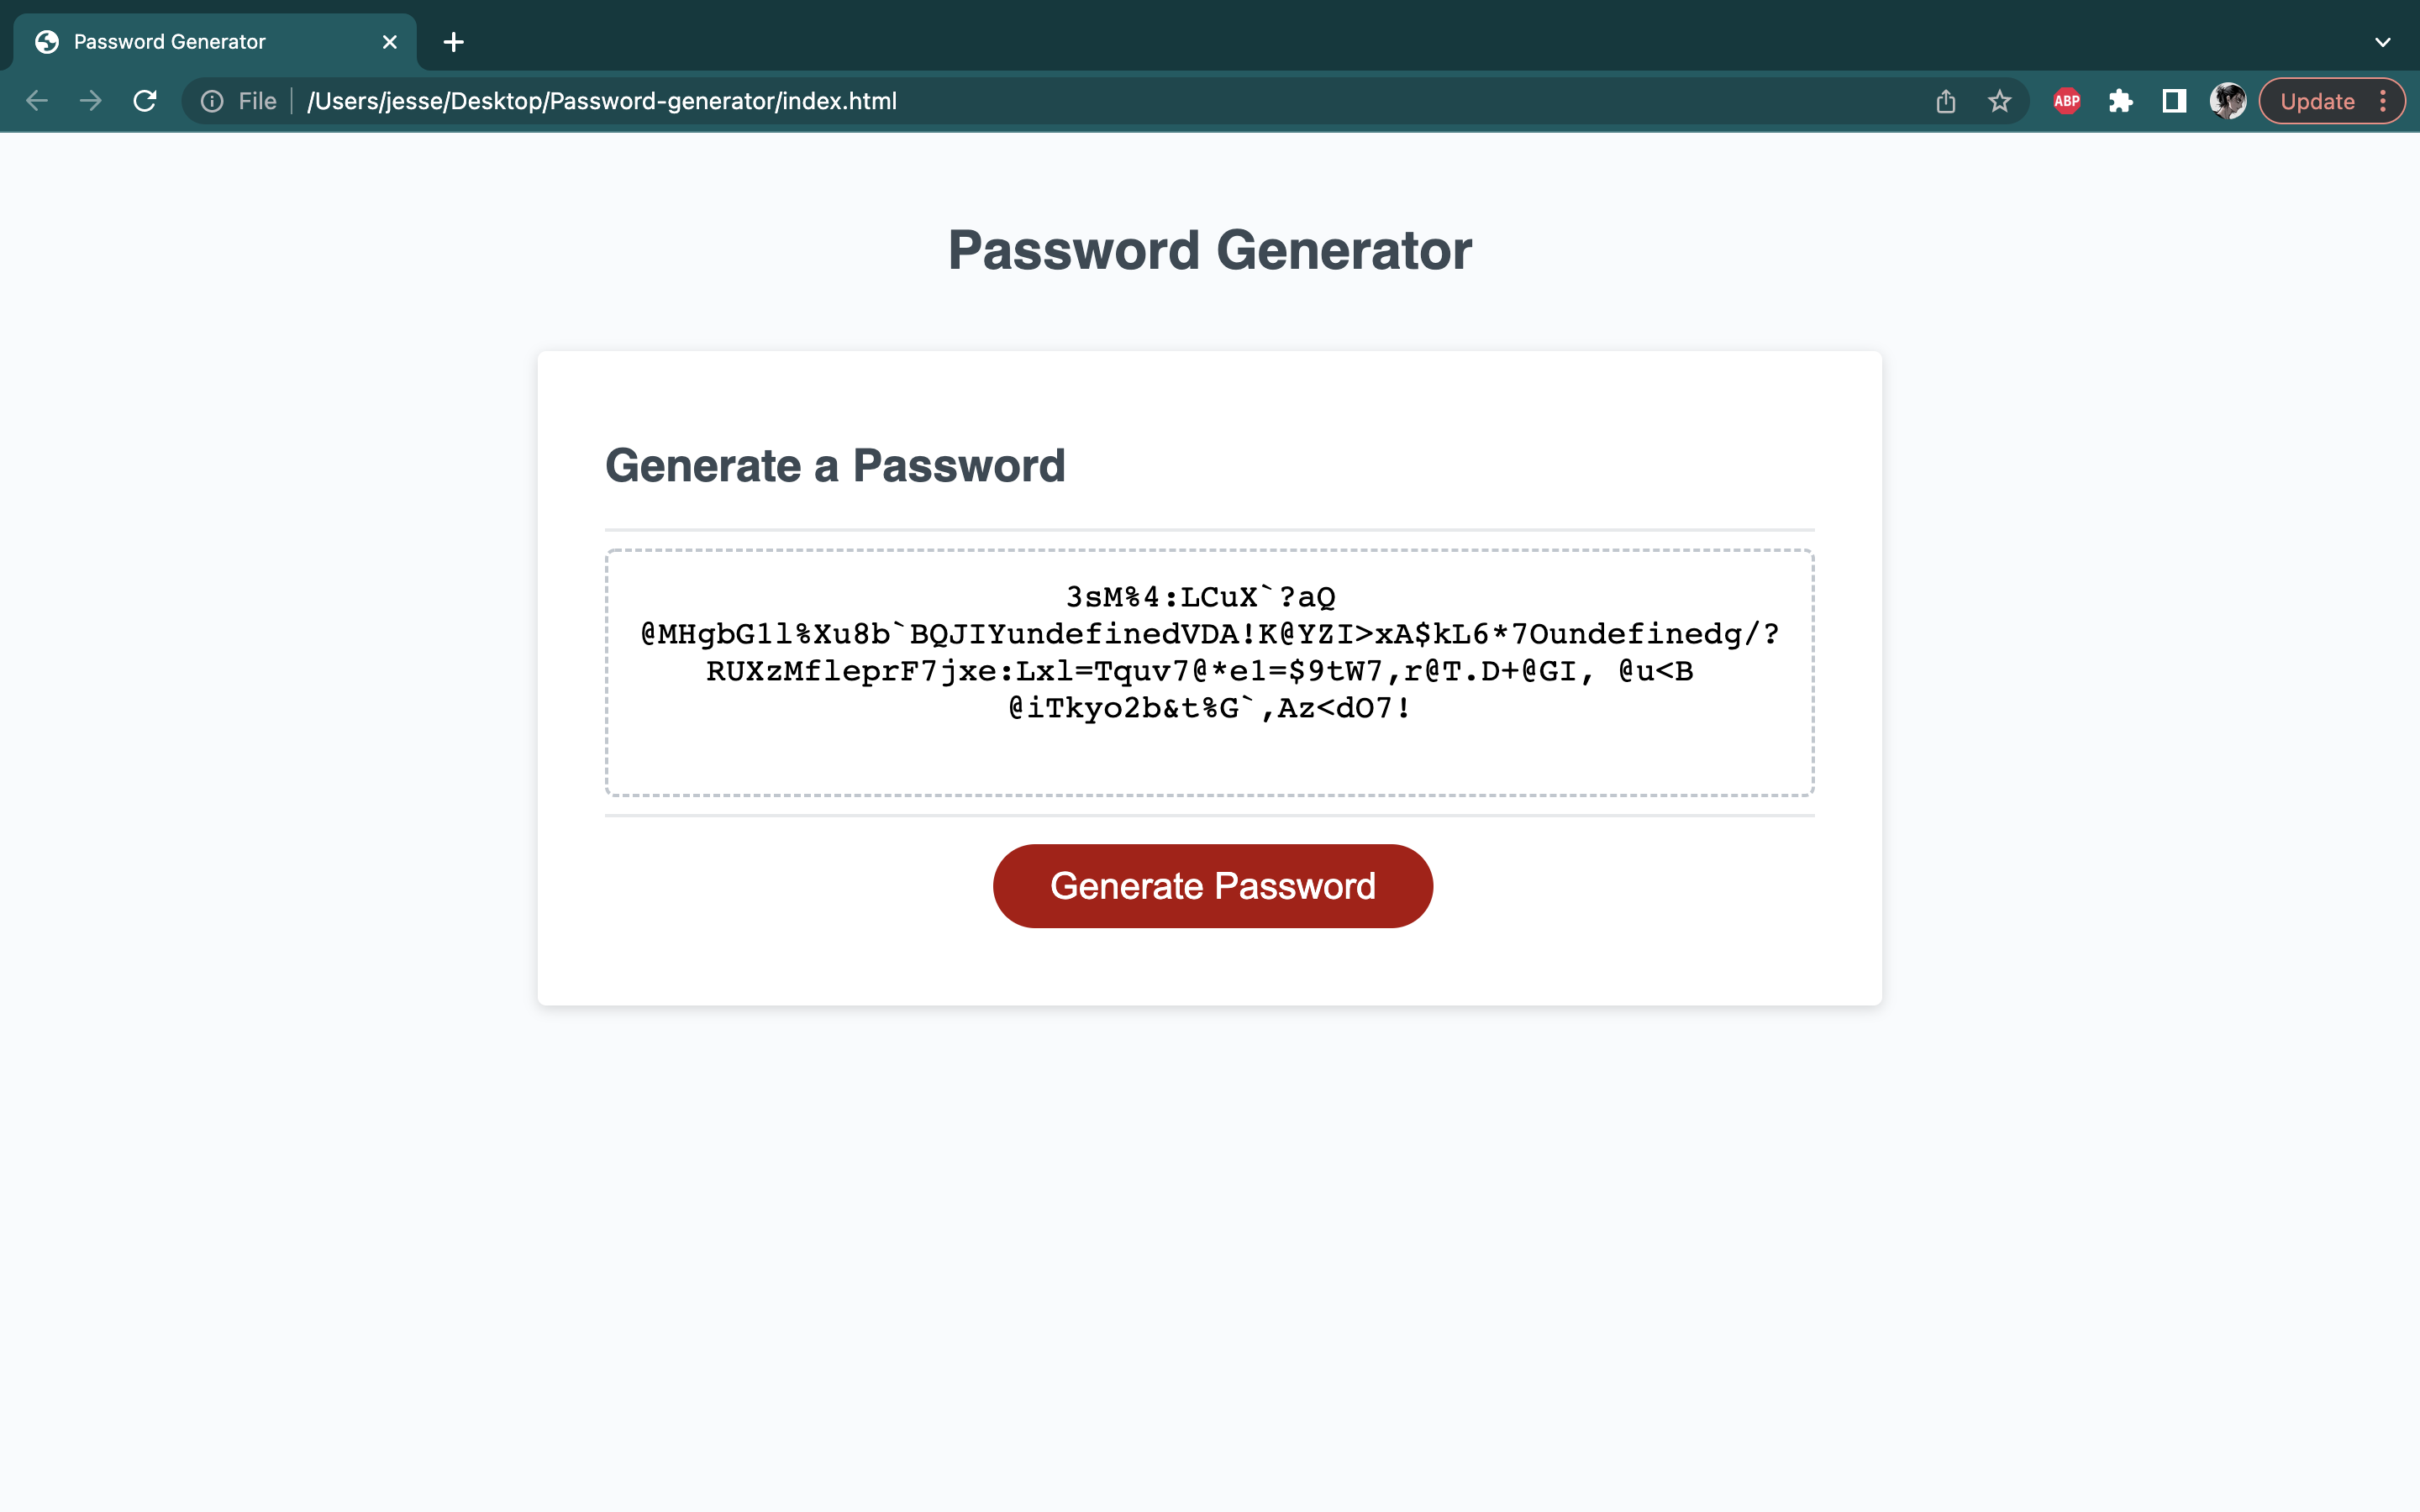 Password Generator
File /Users/jesse/Desktop/Password-generator/index.html
ABP
Update
Password Generator
Generate a Password
3sM%4:LCuX`?aQ
@MHgbG1l%Xu8b`BQJIYundefinedVDA!K@YZI>xA$kL6*7Oundefinedg/?
RUXzMfleprF7jxe:Lxl=Tquv7@*e1=$9tW7,r@T.D+@GI, @u<B
@iTkyo2b&t%G`,Az<dO7!
Generate Password